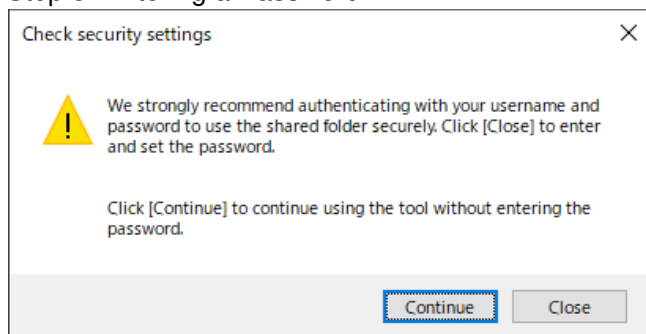 Check security settings
We strongly recommend authenticating with your username and
password to use the shared folder securely. Click [Close] to enter
and set the password.
Click [Continue] to continue using the tool without entering the
password.
Continue Close